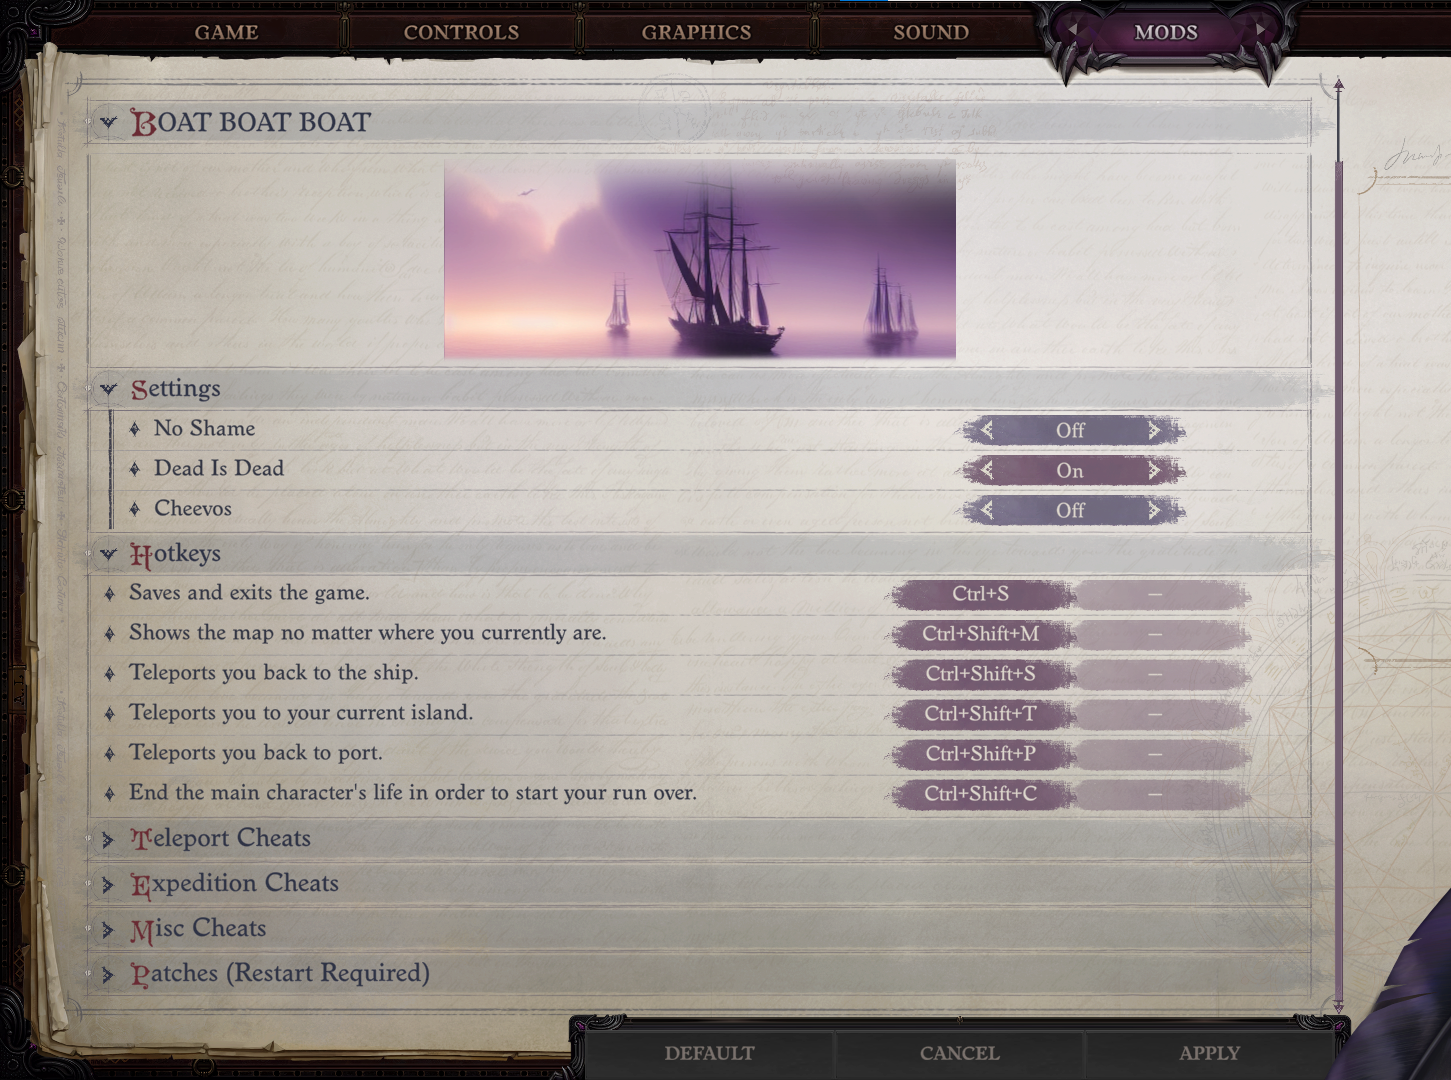 GAME CONTROLS GRAPHICS SOUND MODS
BOAT BOAT BOAT
Settings
No Shame Off
Dead Is Dead On
Cheevos Off
Hotkeys
Saves and exits the game. Ctrl+S —
Shows the map no matter where you currently are. Ctrl+Shift+M —
Teleports you back to the ship. Ctrl+Shift+S —
Teleports you to your current island. Ctrl+Shift+T —
Teleports you back to port. Ctrl+Shift+P —
End the main character's life in order to start your run over. Ctrl+Shift+C —
Teleport Cheats
Expedition Cheats
Misc Cheats
Patches (Restart Required)
DEFAULT CANCEL APPLY